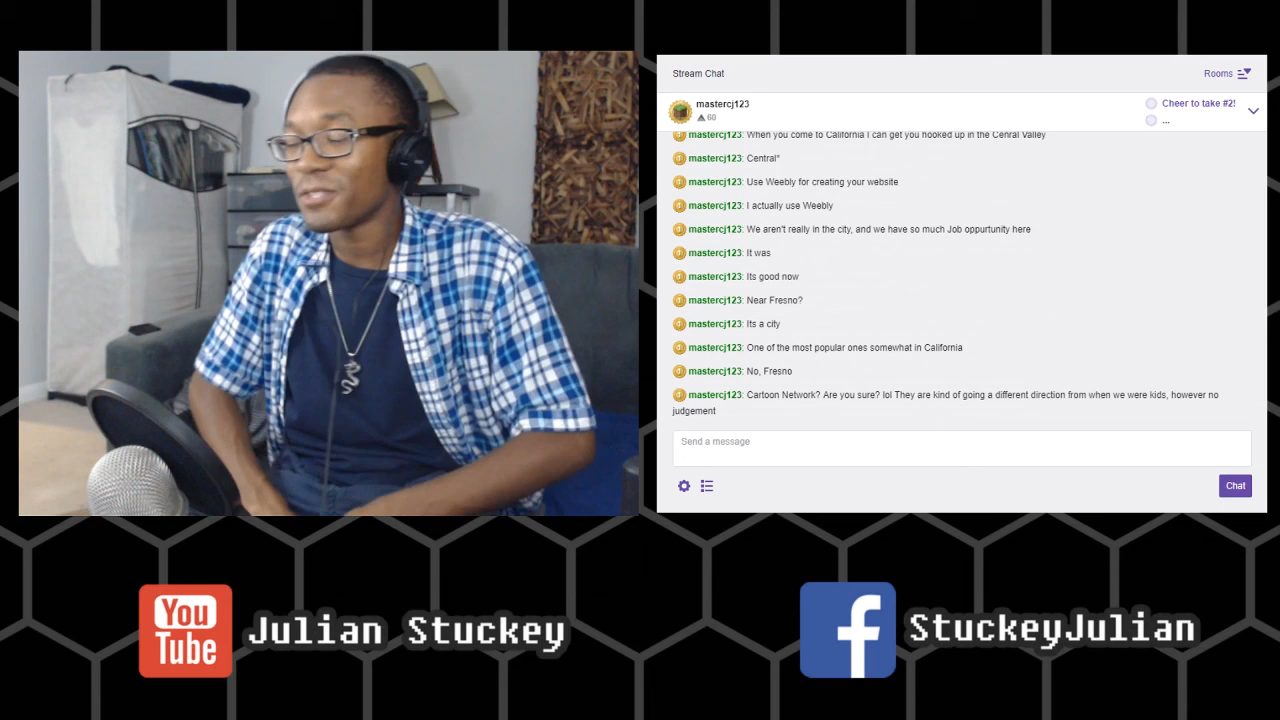 Stream Chat
Rooms
mastercj123
60
Cheer to take #2!
...
mastercj123: When you come to California I can get you hooked up in the Cenral Valley
mastercj123: Central*
mastercj123: Use Weebly for creating your website
mastercj123: I actually use Weebly
mastercj123: We aren't really in the city, and we have so much Job oppurtunity here
mastercj123: It was
mastercj123: Its good now
mastercj123: Near Fresno?
mastercj123: Its a city
mastercj123: One of the most popular ones somewhat in California
mastercj123: No, Fresno
mastercj123: Cartoon Network? Are you sure? lol They are kind of going a different direction from when we were kids, however no
judgement
Send a message
Chat
You
Tube
Julian Stuckey
f
StuckeyJulian